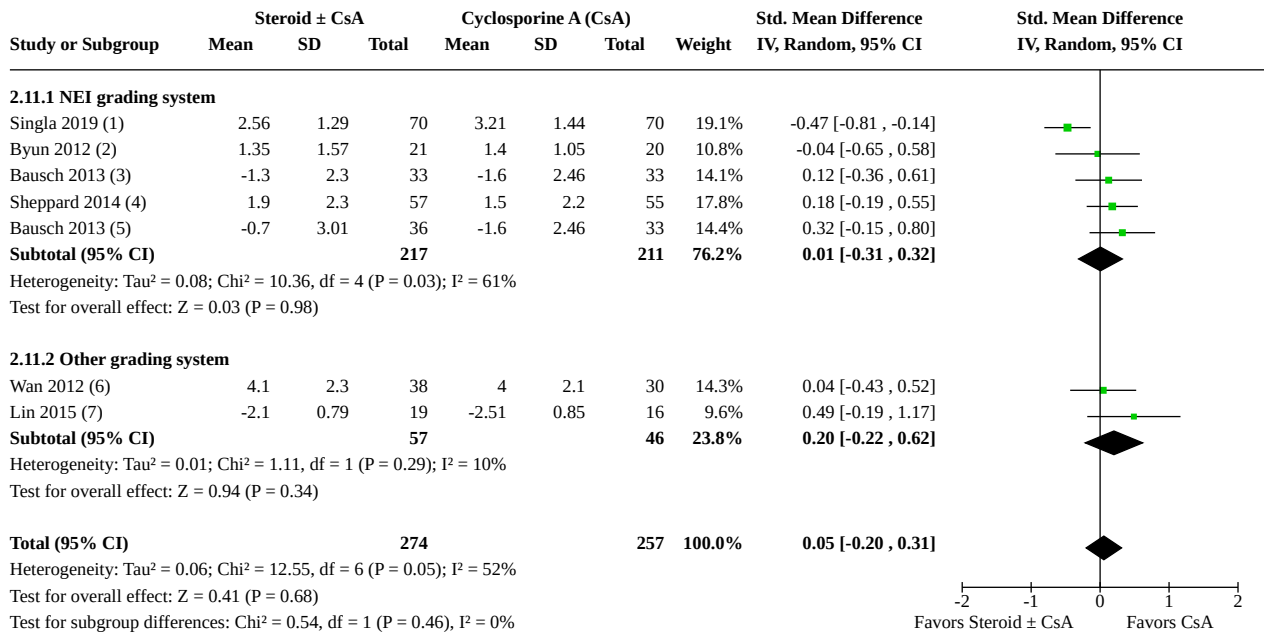 Steroid ± CsA Cyclosporine A (CsA) Std. Mean Difference Std. Mean Difference
Study or Subgroup Mean SD Total Mean SD Total Weight IV, Random, 95% CI IV, Random, 95% CI
2.11.1 NEI grading system
Singla 2019 (1) 2.56 1.29 70 3.21 1.44 70 19.1% -0.47 [-0.81 , -0.14]
Byun 2012 (2) 1.35 1.57 21 1.4 1.05 20 10.8% -0.04 [-0.65 , 0.58]
Bausch 2013 (3) -1.3 2.3 33 -1.6 2.46 33 14.1% 0.12 [-0.36 , 0.61]
Sheppard 2014 (4) 1.9 2.3 57 1.5 2.2 55 17.8% 0.18 [-0.19 , 0.55]
Bausch 2013 (5) -0.7 3.01 36 -1.6 2.46 33 14.4% 0.32 [-0.15 , 0.80]
Subtotal (95% CI) 217 211 76.2% 0.01 [-0.31 , 0.32]
Heterogeneity: Tau² = 0.08; Chi² = 10.36, df = 4 (P = 0.03); I² = 61%
Test for overall effect: Z = 0.03 (P = 0.98)
2.11.2 Other grading system
Wan 2012 (6) 4.1 2.3 38 4 2.1 30 14.3% 0.04 [-0.43 , 0.52]
Lin 2015 (7) -2.1 0.79 19 -2.51 0.85 16 9.6% 0.49 [-0.19 , 1.17]
Subtotal (95% CI) 57 46 23.8% 0.20 [-0.22 , 0.62]
Heterogeneity: Tau² = 0.01; Chi² = 1.11, df = 1 (P = 0.29); I² = 10%
Test for overall effect: Z = 0.94 (P = 0.34)
Total (95% CI) 274 257 100.0% 0.05 [-0.20 , 0.31]
Heterogeneity: Tau² = 0.06; Chi² = 12.55, df = 6 (P = 0.05); I² = 52%
Test for overall effect: Z = 0.41 (P = 0.68)
-2 -1 0 1 2
Test for subgroup differences: Chi² = 0.54, df = 1 (P = 0.46), I² = 0% Favors Steroid ± CsA Favors CsA